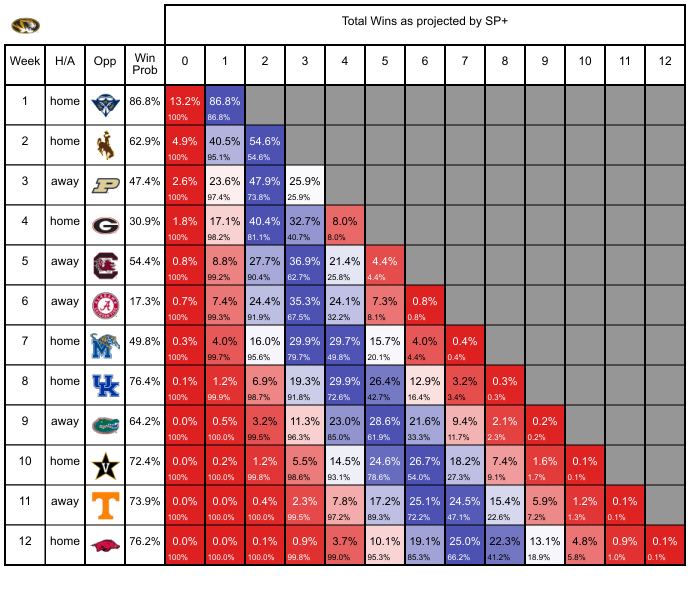 Total Wins as projected by SP+
Week H/A Opp Win Prob 0 1 2 3 4 5 6 7 8 9 10 11 12
1 home 86.8% 13.2% 86.8%
100% 86.8%
2 home 62.9% 4.9% 40.5% 54.6%
100% 95.1% 54.6%
3 away P 47.4% 2.6% 23.6% 47.9% 25.9%
100% 97.4% 73.8% 25.9%
4 home G 30.9% 1.8% 17.1% 40.4% 32.7% 8.0%
100% 98.2% 81.1% 40.7% 8.0%
5 away C 54.4% 0.8% 8.8% 27.7% 36.9% 21.4% 4.4%
100% 99.2% 90.4% 62.7% 25.8% 4.4%
6 away A 17.3% 0.7% 7.4% 24.4% 35.3% 24.1% 7.3% 0.8%
100% 99.3% 91.9% 67.5% 32.2% 8.1% 0.8%
7 home M 49.8% 0.3% 4.0% 16.0% 29.9% 29.7% 15.7% 4.0% 0.4%
100% 99.7% 95.6% 79.7% 49.8% 20.1% 4.4% 0.4%
8 home UK 76.4% 0.1% 1.2% 6.9% 19.3% 29.9% 26.4% 12.9% 3.2% 0.3%
100% 99.9% 98.7% 91.8% 72.6% 42.7% 16.4% 3.4% 0.3%
9 away 64.2% 0.0% 0.5% 3.2% 11.3% 23.0% 28.6% 21.6% 9.4% 2.1% 0.2%
100% 100.0% 99.5% 96.3% 85.0% 61.9% 33.3% 11.7% 2.3% 0.2%
10 home V 72.4% 0.0% 0.2% 1.2% 5.5% 14.5% 24.6% 26.7% 18.2% 7.4% 1.6% 0.1%
100% 100.0% 99.8% 98.6% 93.1% 78.6% 54.0% 27.3% 9.1% 1.7% 0.1%
11 away T 73.9% 0.0% 0.0% 0.4% 2.3% 7.8% 17.2% 25.1% 24.5% 15.4% 5.9% 1.2% 0.1%
100% 100.0% 100.0% 99.5% 97.2% 89.3% 72.2% 47.1% 22.6% 7.2% 1.3% 0.1%
12 home 76.2% 0.0% 0.0% 0.1% 0.9% 3.7% 10.1% 19.1% 25.0% 22.3% 13.1% 4.8% 0.9% 0.1%
100% 100.0% 100.0% 99.8% 99.0% 95.3% 85.3% 66.2% 41.2% 18.9% 5.8% 1.0% 0.1%